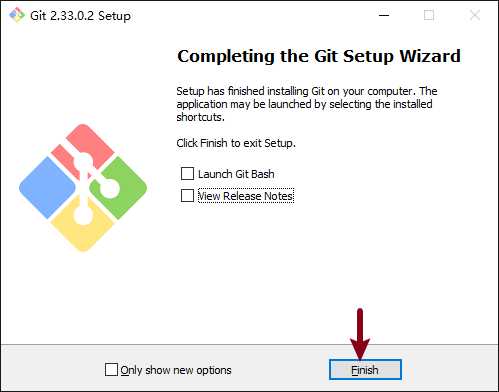 Git 2.33.0.2 Setup
Completing the Git Setup Wizard
Setup has finished installing Git on your computer. The
application may be launched by selecting the installed
shortcuts.
Click Finish to exit Setup.
Launch Git Bash
View Release Notes
Only show new options
Finish